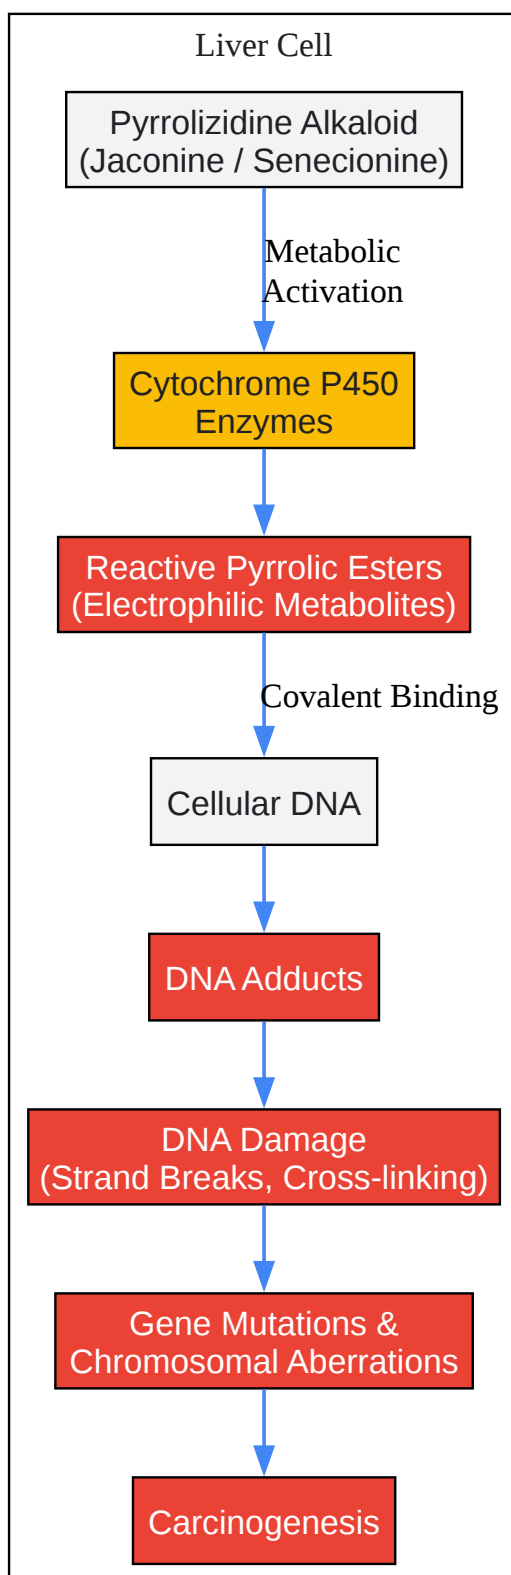 Liver Cell
Pyrrolizidine Alkaloid
(Jaconine / Senecionine)
Metabolic
Activation
Cytochrome P450
Enzymes
Reactive Pyrrolic Esters
(Electrophilic Metabolites)
Covalent Binding
Cellular DNA
DNA Adducts
DNA Damage
(Strand Breaks, Cross-linking)
Gene Mutations &
Chromosomal Aberrations
Carcinogenesis